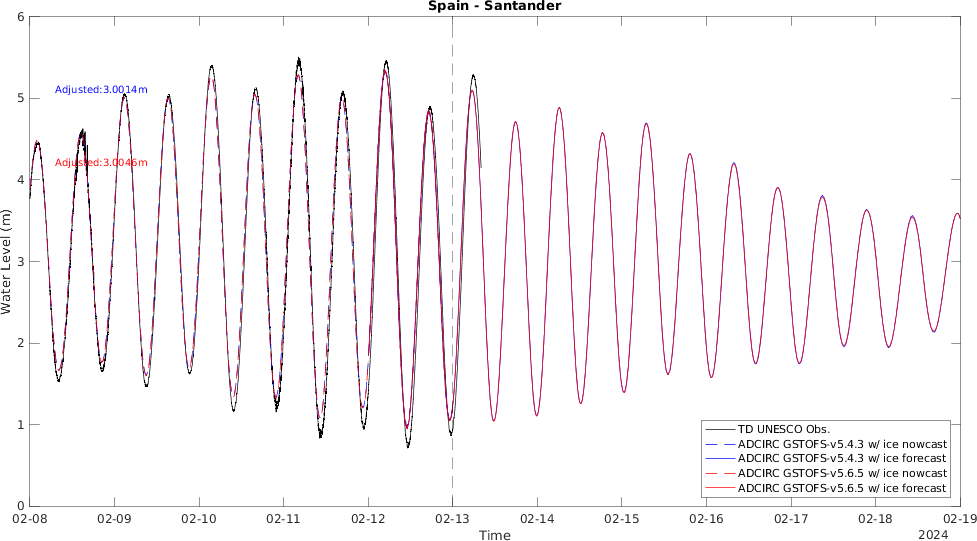 Spain - Santander
6
5
4
3
2
1
0
Water Level (m)
Adjusted:3.0014m
Adjusted:3.0046m
TD UNESCO Obs.
ADCIRC GSTOFS-v5.4.3 w/ ice nowcast
ADCIRC GSTOFS-v5.4.3 w/ ice forecast
ADCIRC GSTOFS-v5.6.5 w/ ice nowcast
ADCIRC GSTOFS-v5.6.5 w/ ice forecast
02-08 02-09 02-10 02-11 02-12 02-13 02-14 02-15 02-16 02-17 02-18 02-19
Time
2024